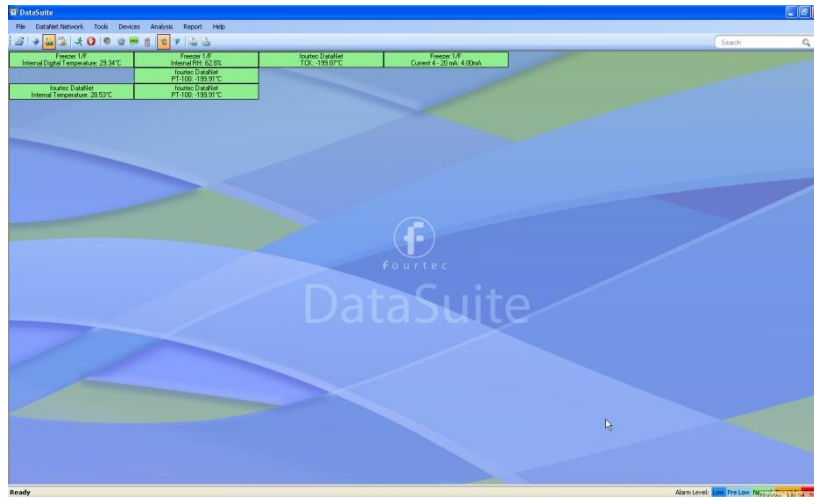 DataSuite
File DataNet Network Tools Devices Analysis Report Help
Search
Freezer 1/F
Internal Digital Temperature: 29.34°C
Freezer 1/F
Internal RH: 62.8%
fourtec DataNet
TCK: -199.87°C
Freezer 1/F
Current 4 - 20 mA: 4.00mA
fourtec DataNet
PT-100: -199.91°C
fourtec DataNet
Internal Temperature: 28.53°C
fourtec DataNet
PT-100: -199.91°C
fourtec
DataSuite
Ready
Alarm Level: Low Pre Low